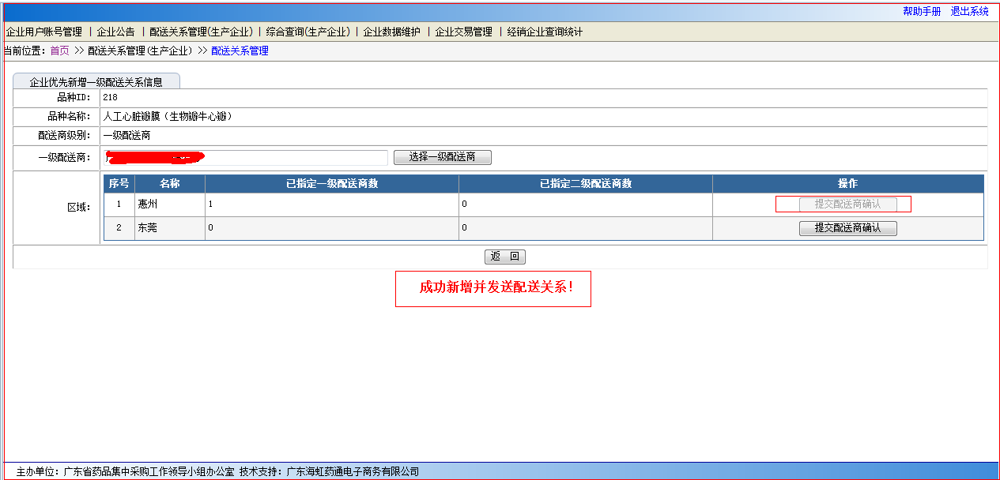 帮助手册 退出系统
企业用户账号管理 | 企业公告 | 配送关系管理(生产企业) | 综合查询(生产企业) | 企业数据维护 | 企业交易管理 | 经销企业查询统计
当前位置: 首页 >> 配送关系管理(生产企业) >> 配送关系管理
企业优先新增一级配送关系信息
品种ID: 218
品种名称: 人工心脏瓣膜（生物瓣牛心瓣）
配送商级别: 一级配送商
一级配送商: 选择一级配送商
区域:
序号 名称 已指定一级配送商数 已指定二级配送商数 操作
1 惠州 1 0 提交配送商确认
2 东莞 0 0 提交配送商确认
返 回
成功新增并发送配送关系!
主办单位: 广东省药品集中采购工作领导小组办公室 技术支持: 广东海虹药通电子商务有限公司